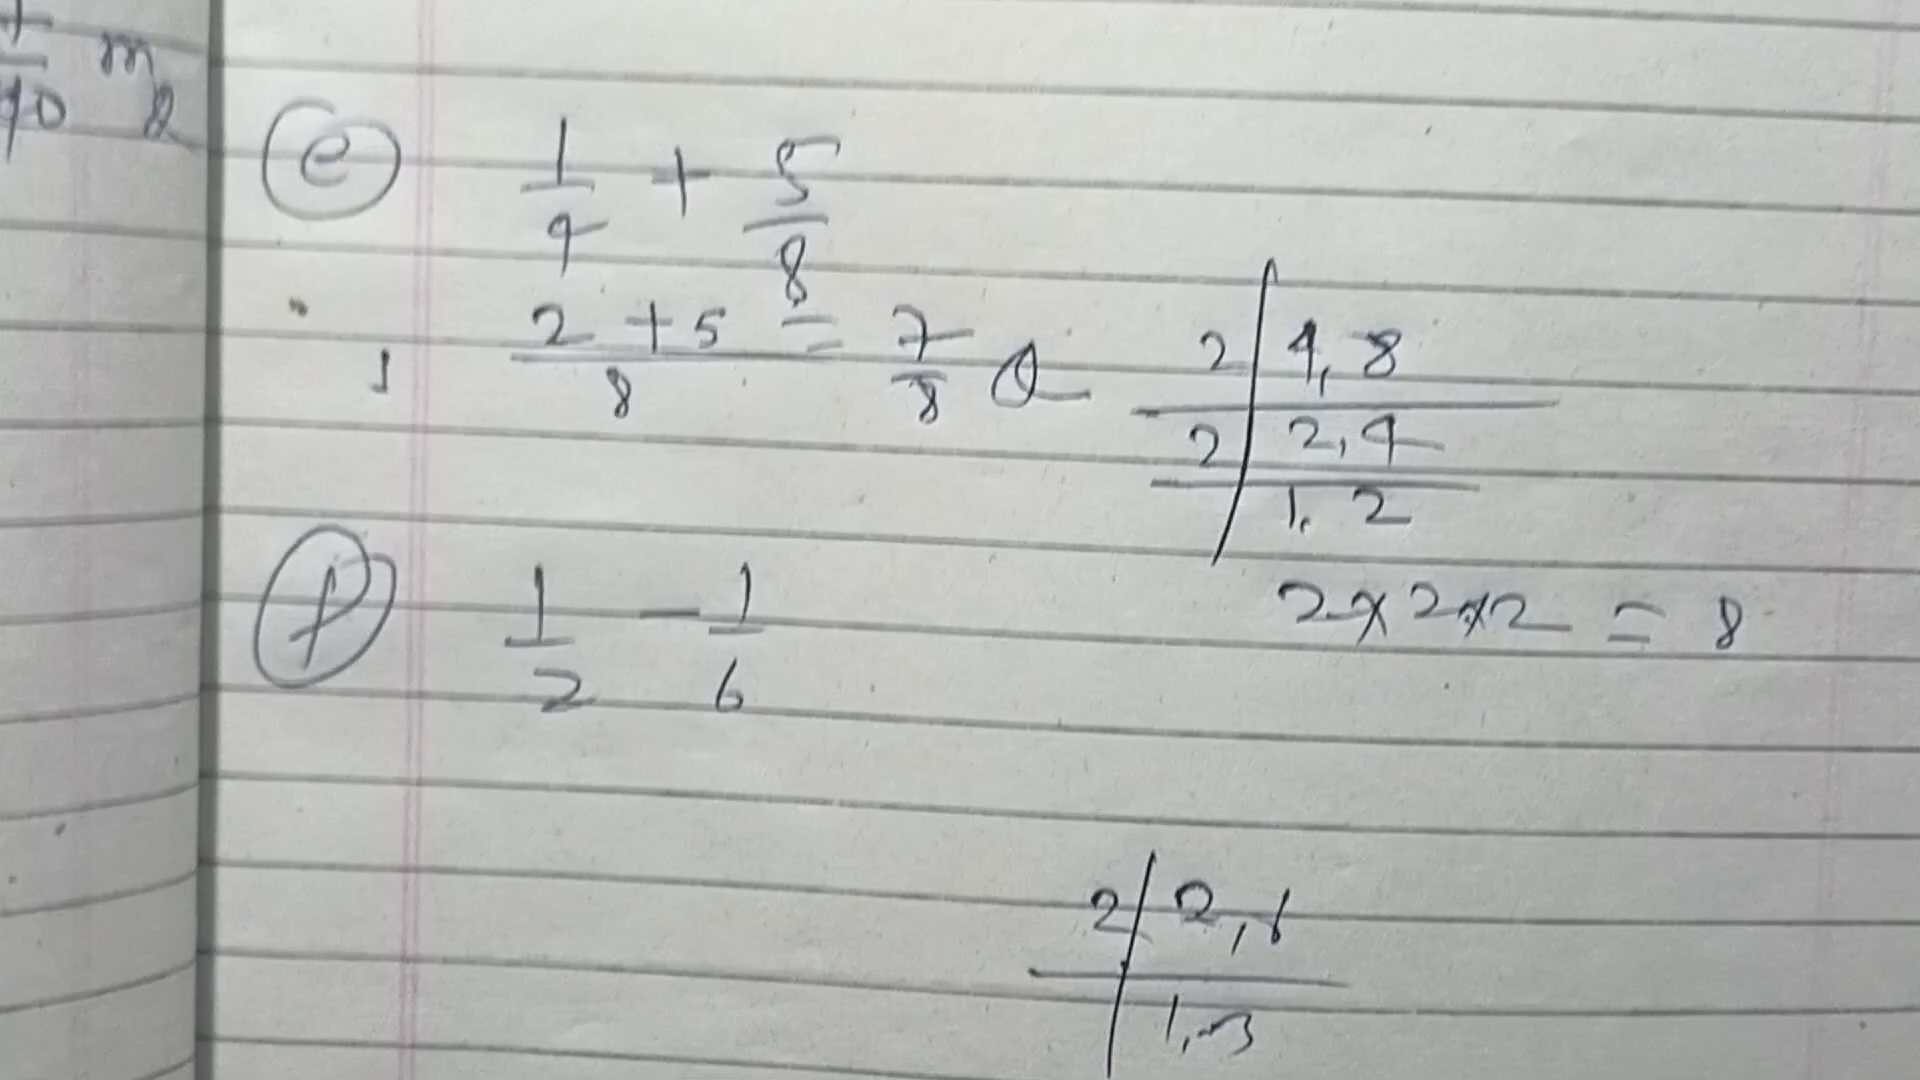 e 1/4 + 5/8
(2 + 5)/8 = 7/8
2 | 4, 8
2 | 2, 4
1, 2
2 × 2 × 2 = 8
f 1/2 - 1/6
2 | 2, 6
1, 3